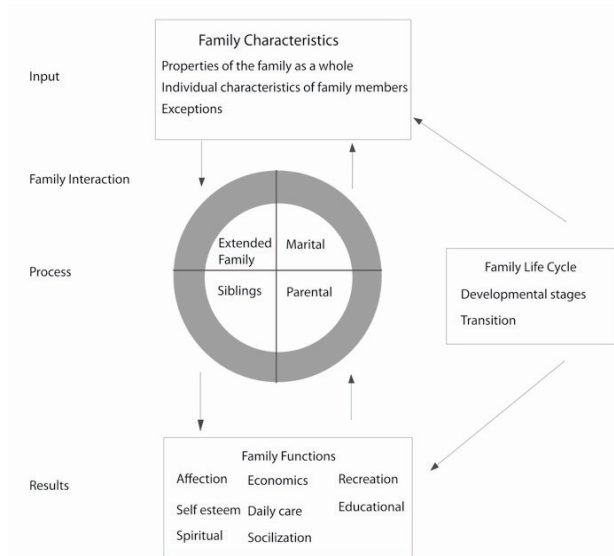 Family Characteristics
Input
Properties of the family as a whole
Individual characteristics of family members
Exceptions
Family Interaction
Extended
Family
Marital
Process
Siblings
Parental
Family Life Cycle
Developmental stages
Transition
Family Functions
Affection
Economics
Recreation
Results
Self esteem
Daily care
Educational
Spiritual
Socilization